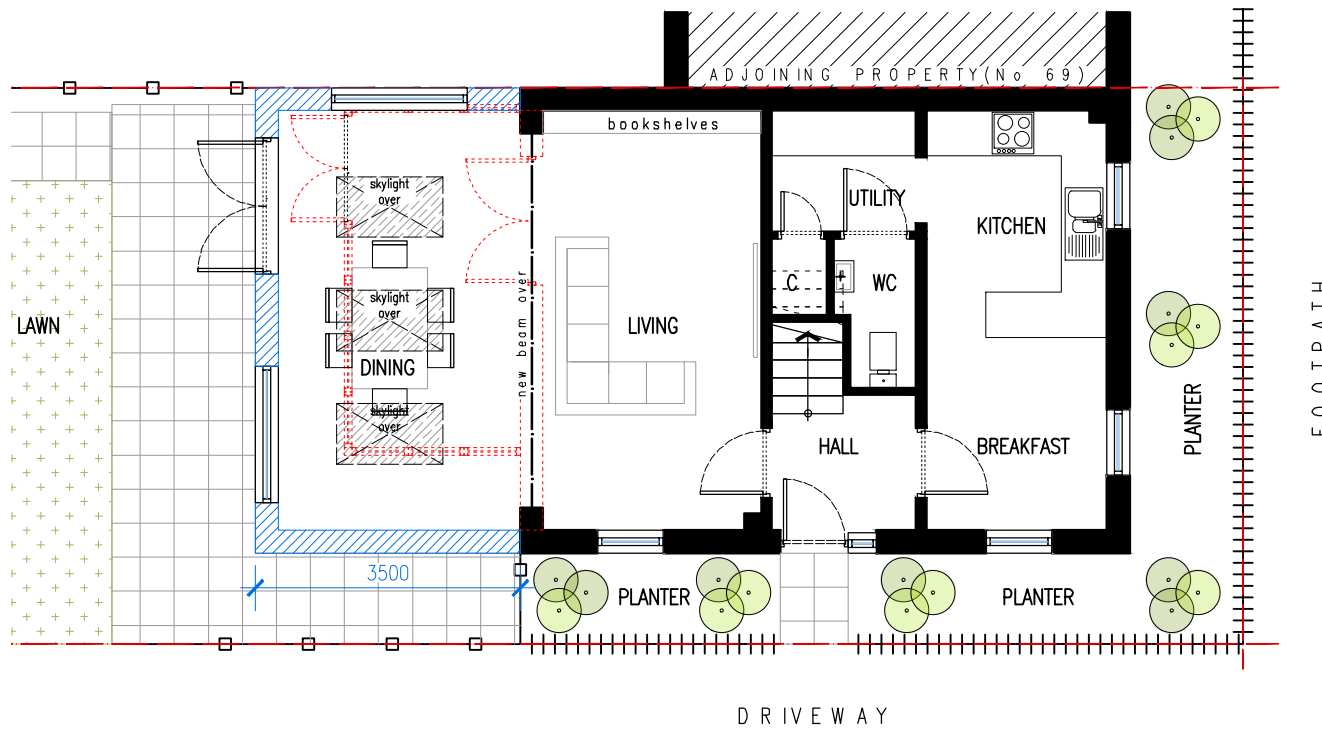 ADJOINING PROPERTY(No 69)
bookshelves
skylight
over
UTILITY
KITCHEN
C
WC
skylight
over
new beam over
LAWN
LIVING
DINING
skylight
over
HALL
BREAKFAST
PLANTER
FOOTPATH
3500
PLANTER
PLANTER
DRIVEWAY